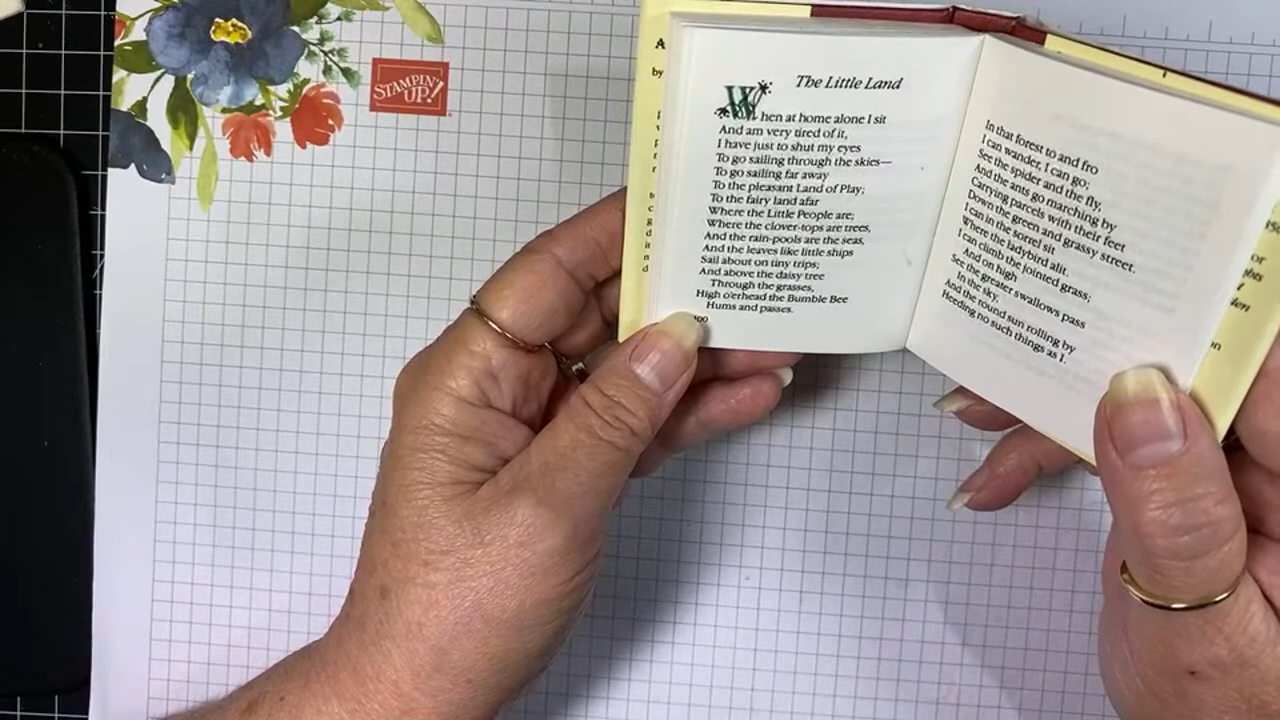 STAMPIN' UP!
A
by
The Little Land
When at home alone I sit
And am very tired of it,
I have just to shut my eyes
To go sailing through the skies—
To go sailing far away
To the pleasant Land of Play;
To the fairy land afar
Where the Little People are;
Where the clover-tops are trees,
And the rain-pools are the seas,
And the leaves like little ships
Sail about on tiny trips;
And above the daisy tree
Through the grasses,
High o'erhead the Bumble Bee
Hums and passes.
100
In that forest to and fro
I can wander, I can go;
See the spider and the fly,
And the ants go marching by
Carrying parcels with their feet
Down the green and grassy street.
I can in the sorrel sit
Where the ladybird alit.
I can climb the jointed grass;
And on high
See the greater swallows pass
In the sky,
And the round sun rolling by
Heeding no such things as I.